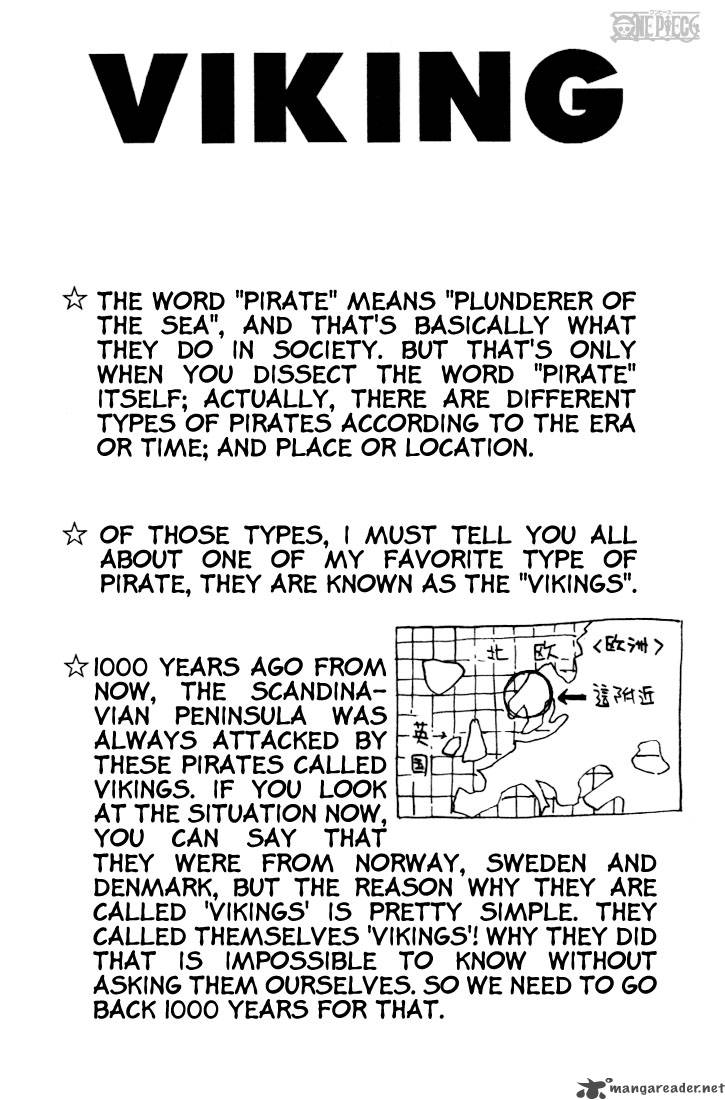 ワンピース
ONE PIECE
VIKING
☆ THE WORD "PIRATE" MEANS "PLUNDERER OF
THE SEA", AND THAT'S BASICALLY WHAT
THEY DO IN SOCIETY. BUT THAT'S ONLY
WHEN YOU DISSECT THE WORD "PIRATE"
ITSELF; ACTUALLY, THERE ARE DIFFERENT
TYPES OF PIRATES ACCORDING TO THE ERA
OR TIME; AND PLACE OR LOCATION.
☆ OF THOSE TYPES, I MUST TELL YOU ALL
ABOUT ONE OF MY FAVORITE TYPE OF
PIRATE, THEY ARE KNOWN AS THE "VIKINGS".
☆ 1000 YEARS AGO FROM
NOW, THE SCANDINA-
VIAN PENINSULA WAS
ALWAYS ATTACKED BY
THESE PIRATES CALLED
VIKINGS. IF YOU LOOK
AT THE SITUATION NOW,
YOU CAN SAY THAT
THEY WERE FROM NORWAY, SWEDEN AND
DENMARK, BUT THE REASON WHY THEY ARE
CALLED 'VIKINGS' IS PRETTY SIMPLE. THEY
CALLED THEMSELVES 'VIKINGS'! WHY THEY DID
THAT IS IMPOSSIBLE TO KNOW WITHOUT
ASKING THEM OURSELVES. SO WE NEED TO GO
BACK 1000 YEARS FOR THAT.
北 欧
<欧洲>
這附近
英
国
mangareader.net